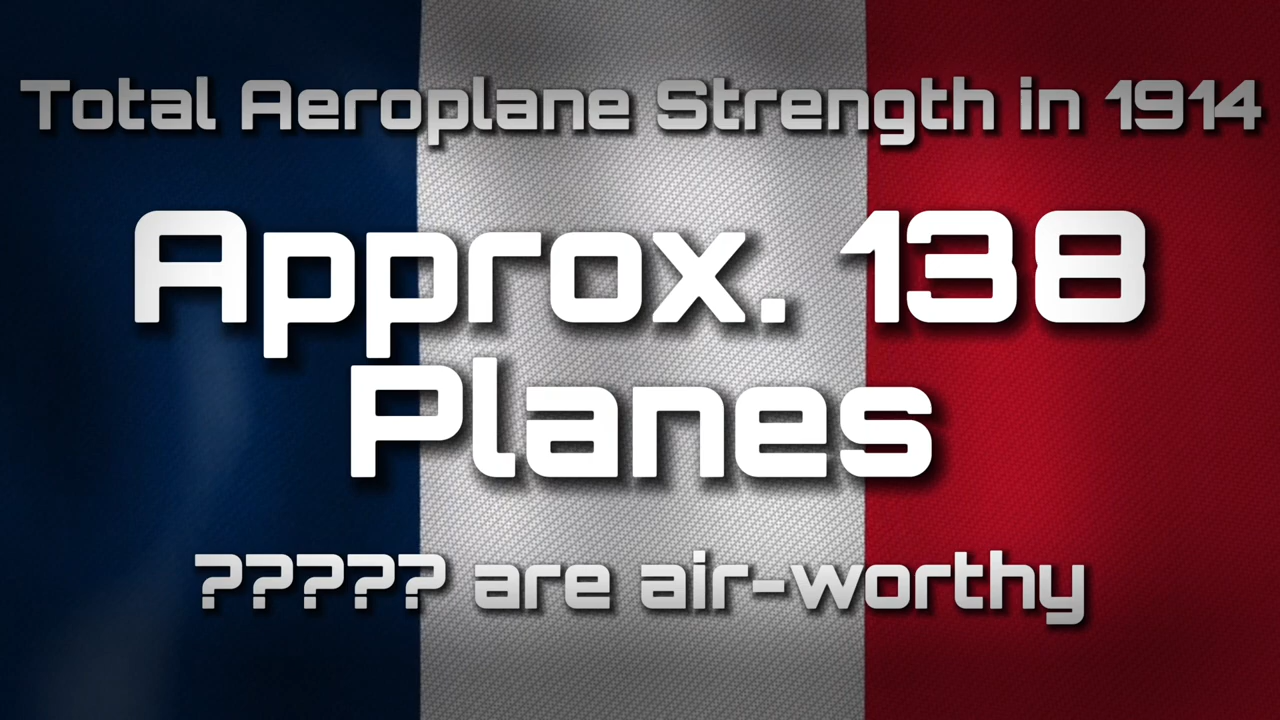 Total Aeroplane Strength in 1914
Approx. 138
Planes
????? are air-worthy